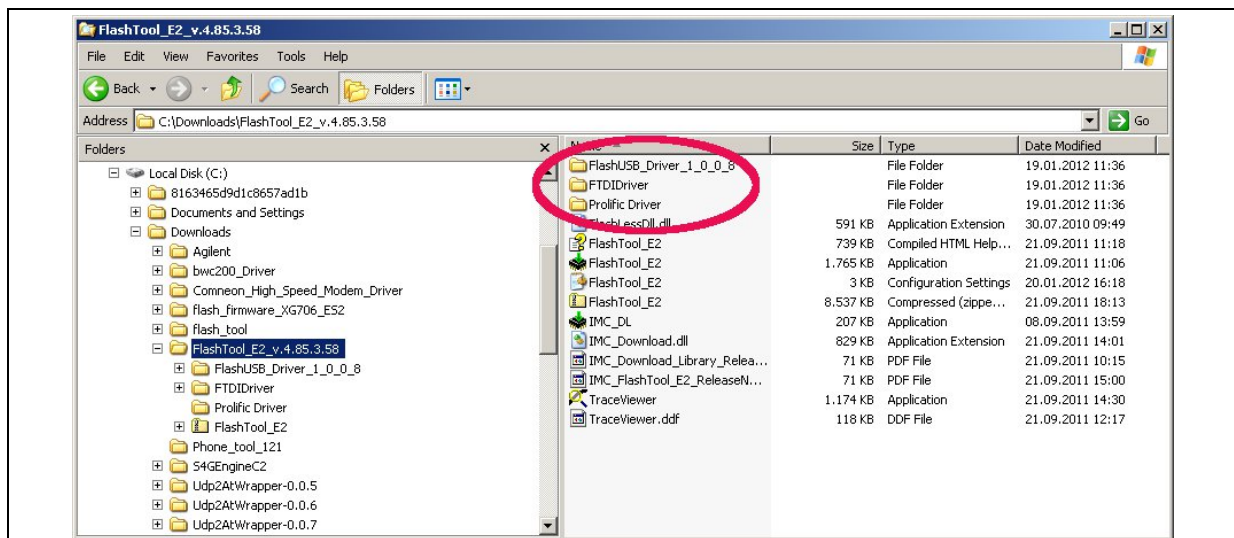 FlashTool_E2_v.4.85.3.58
File Edit View Favorites Tools Help
Back Search Folders
Address C:\Downloads\FlashTool_E2_v.4.85.3.58 Go
Folders
Local Disk (C:)
8163465d9d1c8657ad1b
Documents and Settings
Downloads
Agilent
bwc200_Driver
Comneon_High_Speed_Modem_Driver
flash_firmware_XG706_ES2
flash_tool
FlashTool_E2_v.4.85.3.58
FlashUSB_Driver_1_0_0_8
FTDIDriver
Prolific Driver
FlashTool_E2
Phone_tool_121
S4GEngineC2
Udp2AtWrapper-0.0.5
Udp2AtWrapper-0.0.6
Udp2AtWrapper-0.0.7
Name Size Type Date Modified
FlashUSB_Driver_1_0_0_8 File Folder 19.01.2012 11:36
FTDIDriver File Folder 19.01.2012 11:36
Prolific Driver File Folder 19.01.2012 11:36
FlashLessDll.dll 591 KB Application Extension 30.07.2010 09:49
FlashTool_E2 739 KB Compiled HTML Help... 21.09.2011 11:18
FlashTool_E2 1.765 KB Application 21.09.2011 11:06
FlashTool_E2 3 KB Configuration Settings 20.01.2012 16:18
FlashTool_E2 8.537 KB Compressed (zippe... 21.09.2011 18:13
IMC_DL 207 KB Application 08.09.2011 13:59
IMC_Download.dll 829 KB Application Extension 21.09.2011 14:01
IMC_Download_Library_Relea... 71 KB PDF File 21.09.2011 10:15
IMC_FlashTool_E2_ReleaseN... 71 KB PDF File 21.09.2011 15:00
TraceViewer 1.174 KB Application 21.09.2011 14:30
TraceViewer.ddf 118 KB DDF File 21.09.2011 12:17